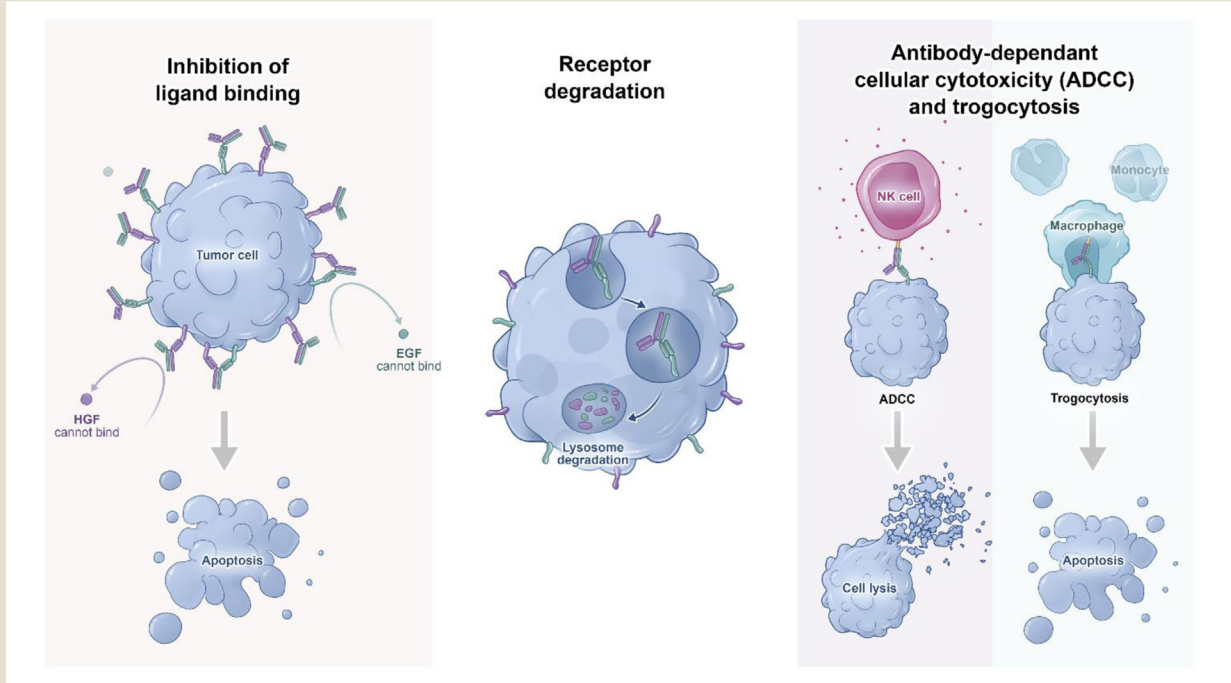 Inhibition of
ligand binding
Tumor cell
EGF
cannot bind
HGF
cannot bind
Apoptosis
Receptor
degradation
Lysosome
degradation
Antibody-dependant
cellular cytotoxicity (ADCC)
and trogocytosis
NK cell
Monocyte
Macrophage
ADCC
Trogocytosis
Cell lysis
Apoptosis